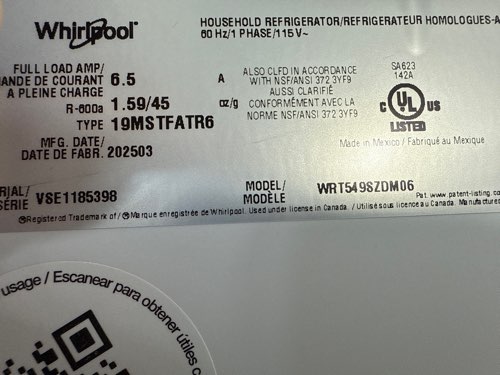 Whirlpool®
HOUSEHOLD REFRIGERATOR/REFRIGERATEUR HOMOLOGUES-A
60 Hz/1 PHASE/115V~
FULL LOAD AMP/
ANDE DE COURANT 6.5 A
A PLEINE CHARGE
R-600a 1.59/45 oz/g
TYPE 19MSTFATR6
MFG. DATE/
DATE DE FABR. 202503
ALSO CLFD IN ACCORDANCE
WITH NSF/ANSI 372 3YF9
AUSSI CLARIFIÉ
CONFORMÉMENT AVEC LA
NORME NSF/ANSI 372 3YF9
SA623
142A
C UL US
LISTED
Made in Mexico / Fabriqué au Mexique
RIAL/
SÉRIE VSE1185398
MODEL/
MODÈLE WRT549SZDM06
Pat. www.patent-listing.co
®Registered Trademark of / ®Marque enregistrée de Whirlpool. Used under license in Canada. / Utilisé sous licence au Canada. Manufactures
usage / Escanear para obtener útiles